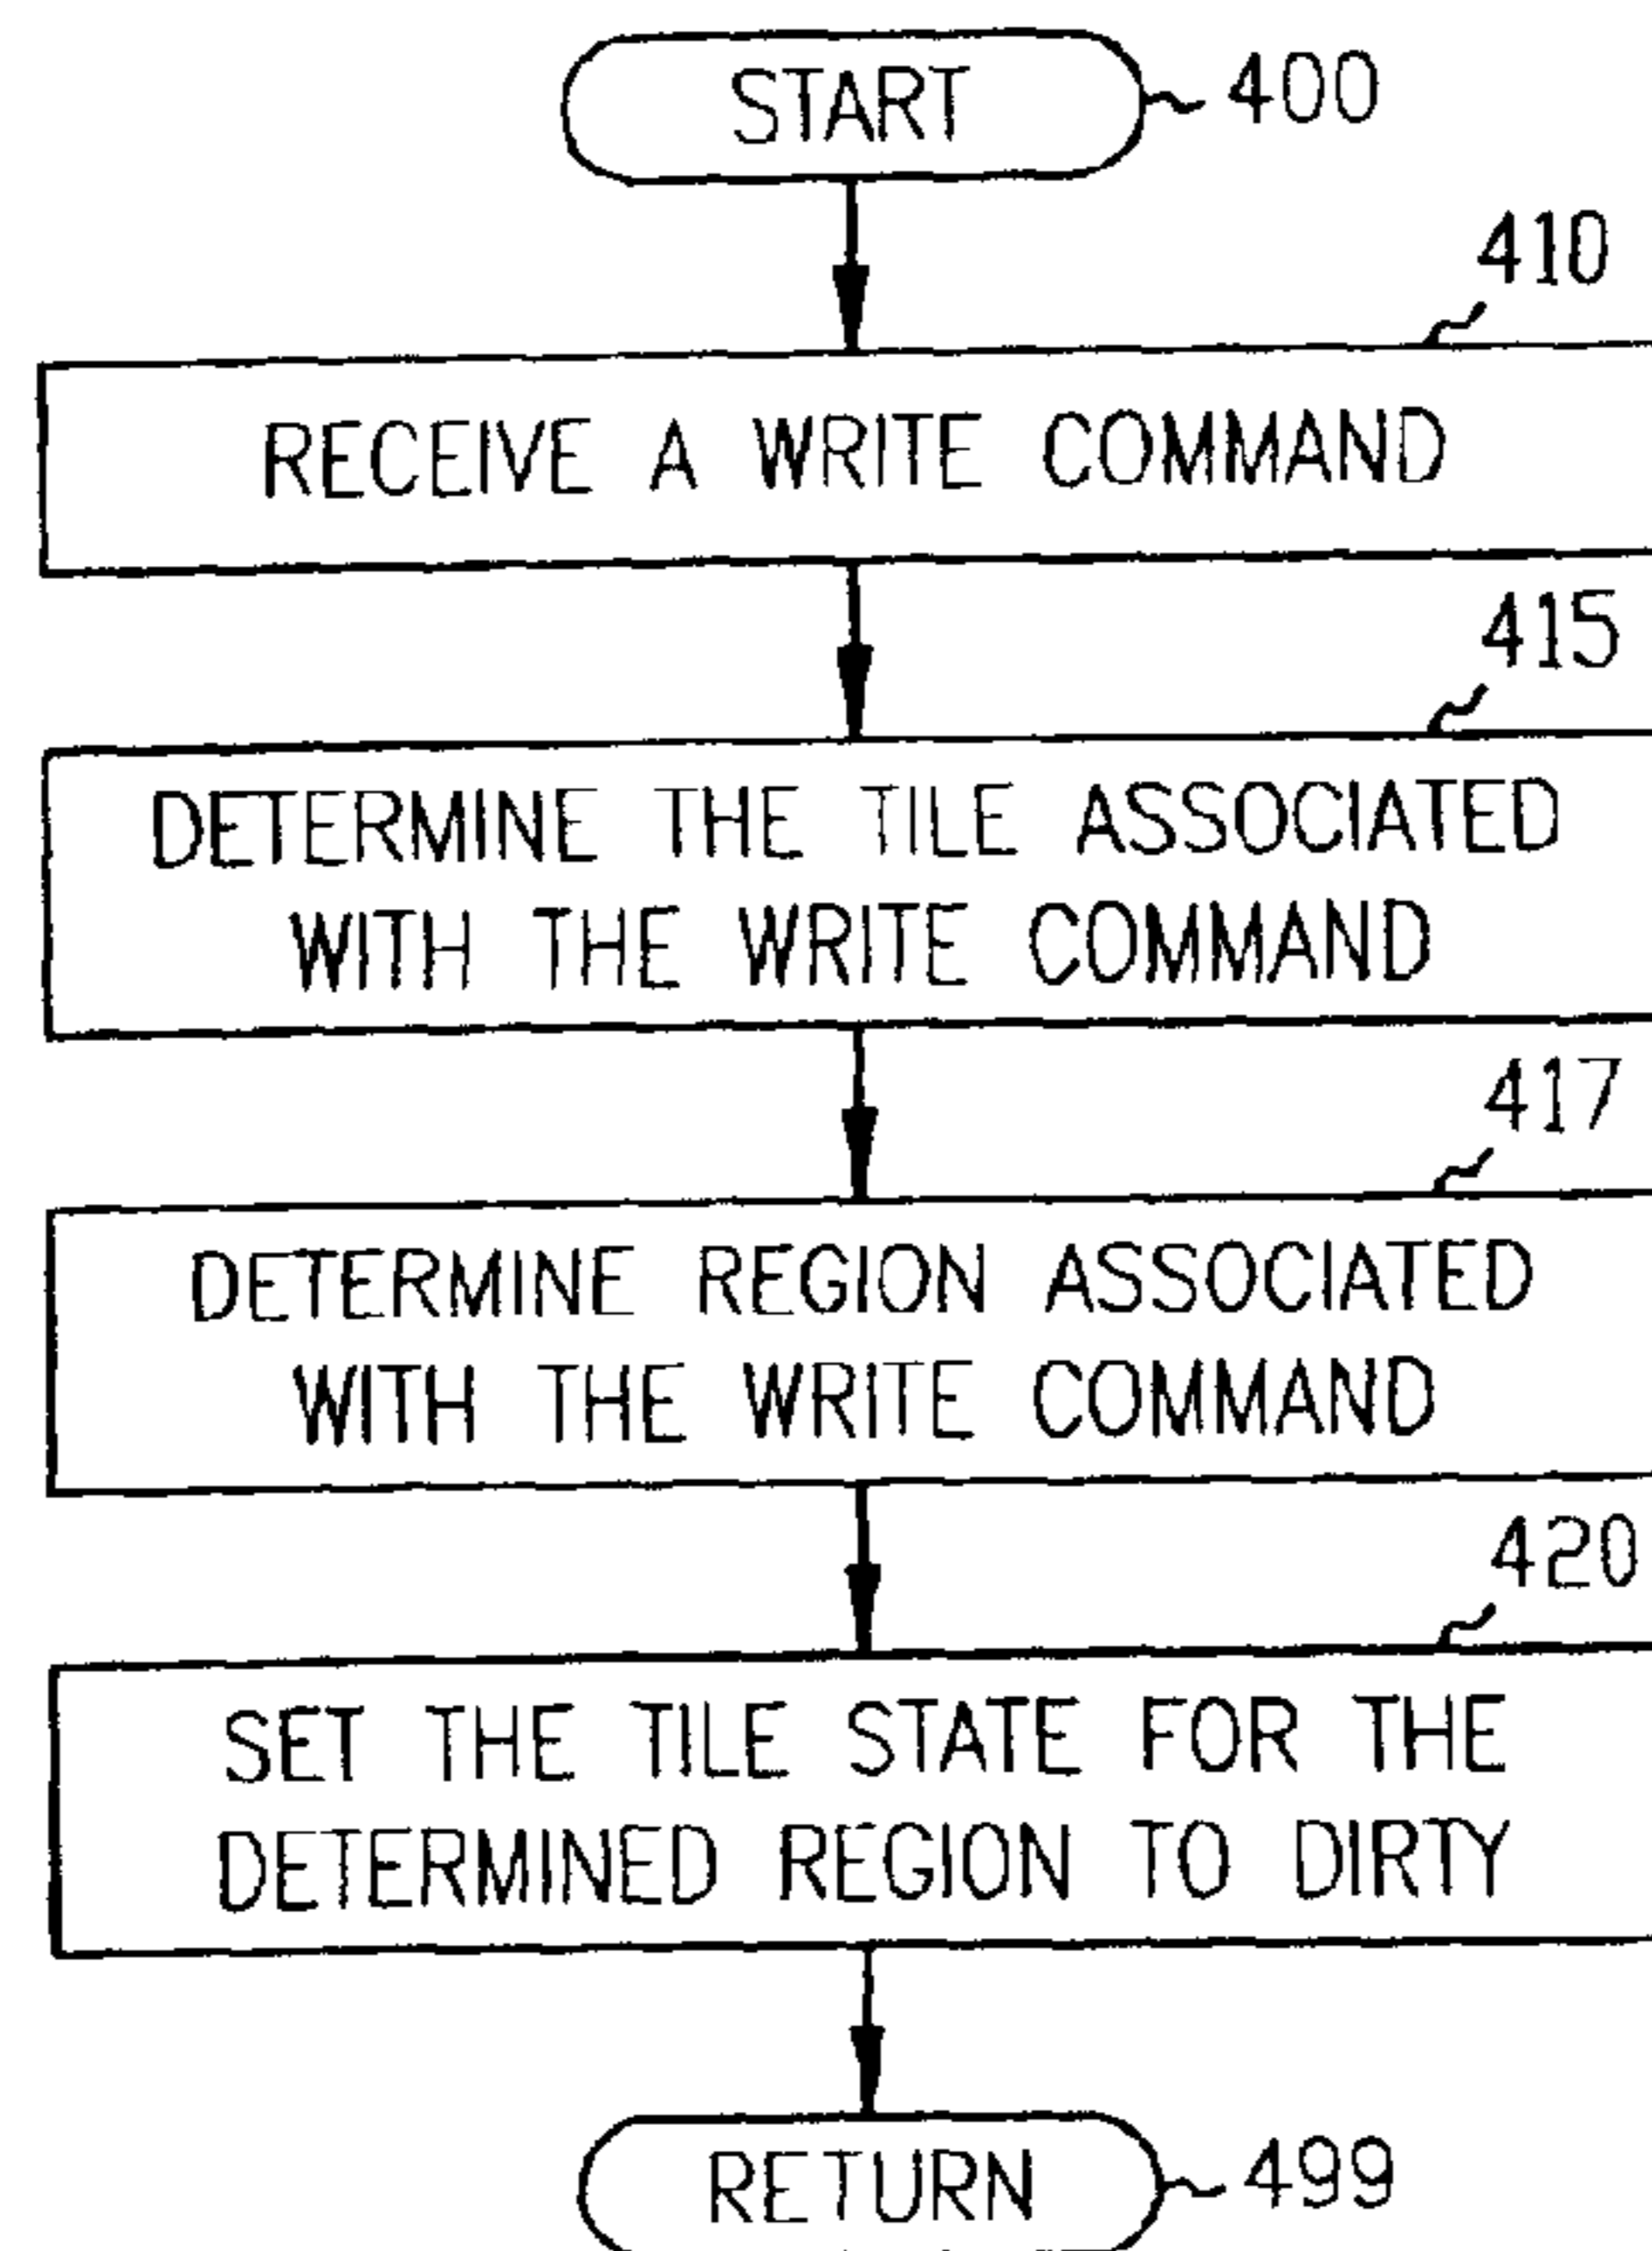 START 400
410
RECEIVE A WRITE COMMAND
415
DETERMINE THE TILE ASSOCIATED
WITH THE WRITE COMMAND
417
DETERMINE REGION ASSOCIATED
WITH THE WRITE COMMAND
420
SET THE TILE STATE FOR THE
DETERMINED REGION TO DIRTY
RETURN 499